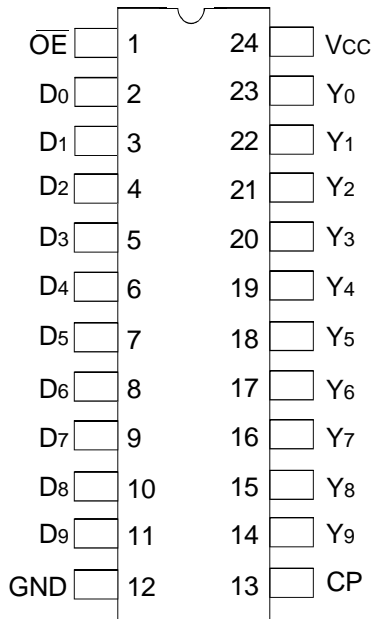 OE 1 24 VCC
D0 2 23 Y0
D1 3 22 Y1
D2 4 21 Y2
D3 5 20 Y3
D4 6 19 Y4
D5 7 18 Y5
D6 8 17 Y6
D7 9 16 Y7
D8 10 15 Y8
D9 11 14 Y9
GND 12 13 CP